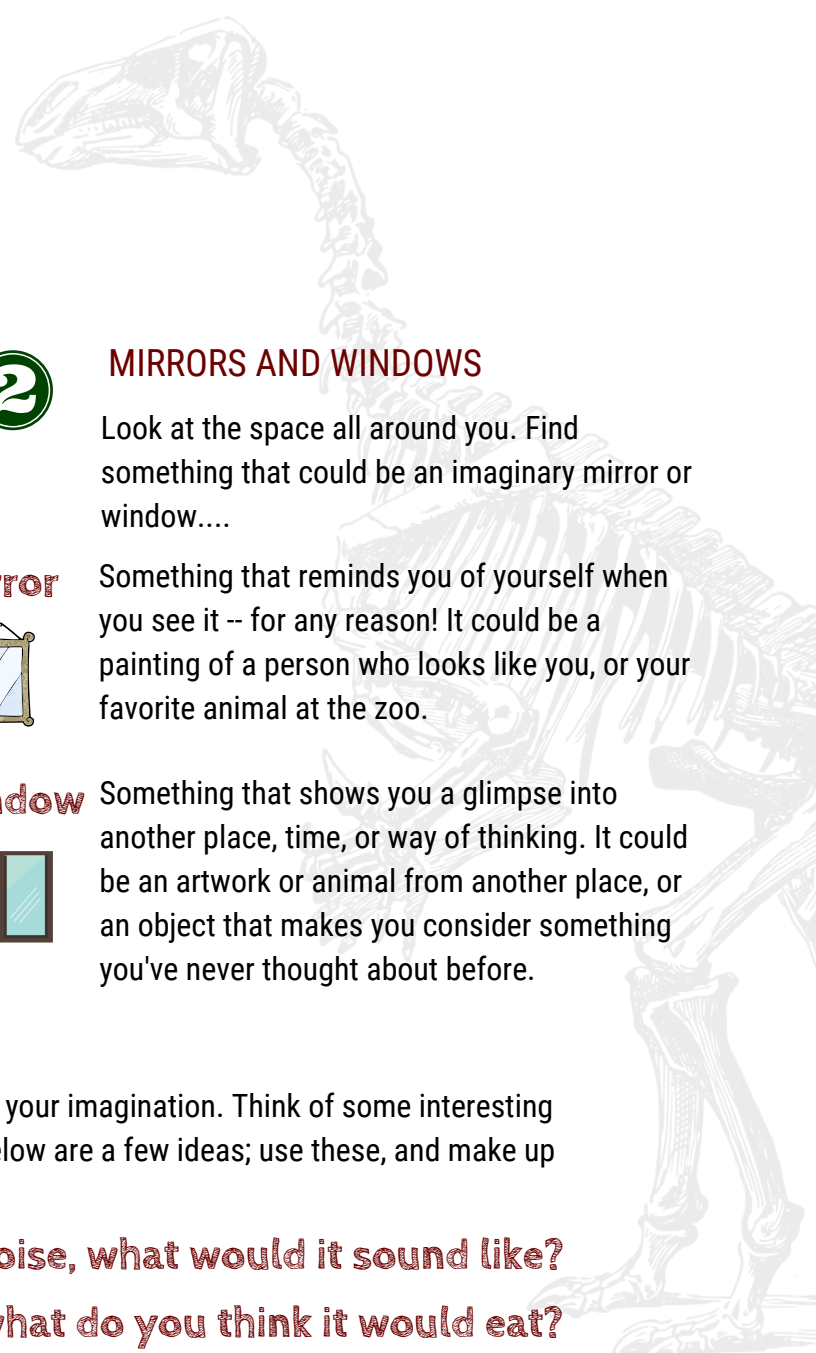 2
MIRRORS AND WINDOWS
Look at the space all around you. Find
something that could be an imaginary mirror or
window....
Something that reminds you of yourself when
you see it -- for any reason! It could be a
painting of a person who looks like you, or your
favorite animal at the zoo.
Something that shows you a glimpse into
another place, time, or way of thinking. It could
be an artwork or animal from another place, or
an object that makes you consider something
you've never thought about before.
your imagination. Think of some interesting
are a few ideas; use these, and make up
what would it sound like?
do you think it would eat?